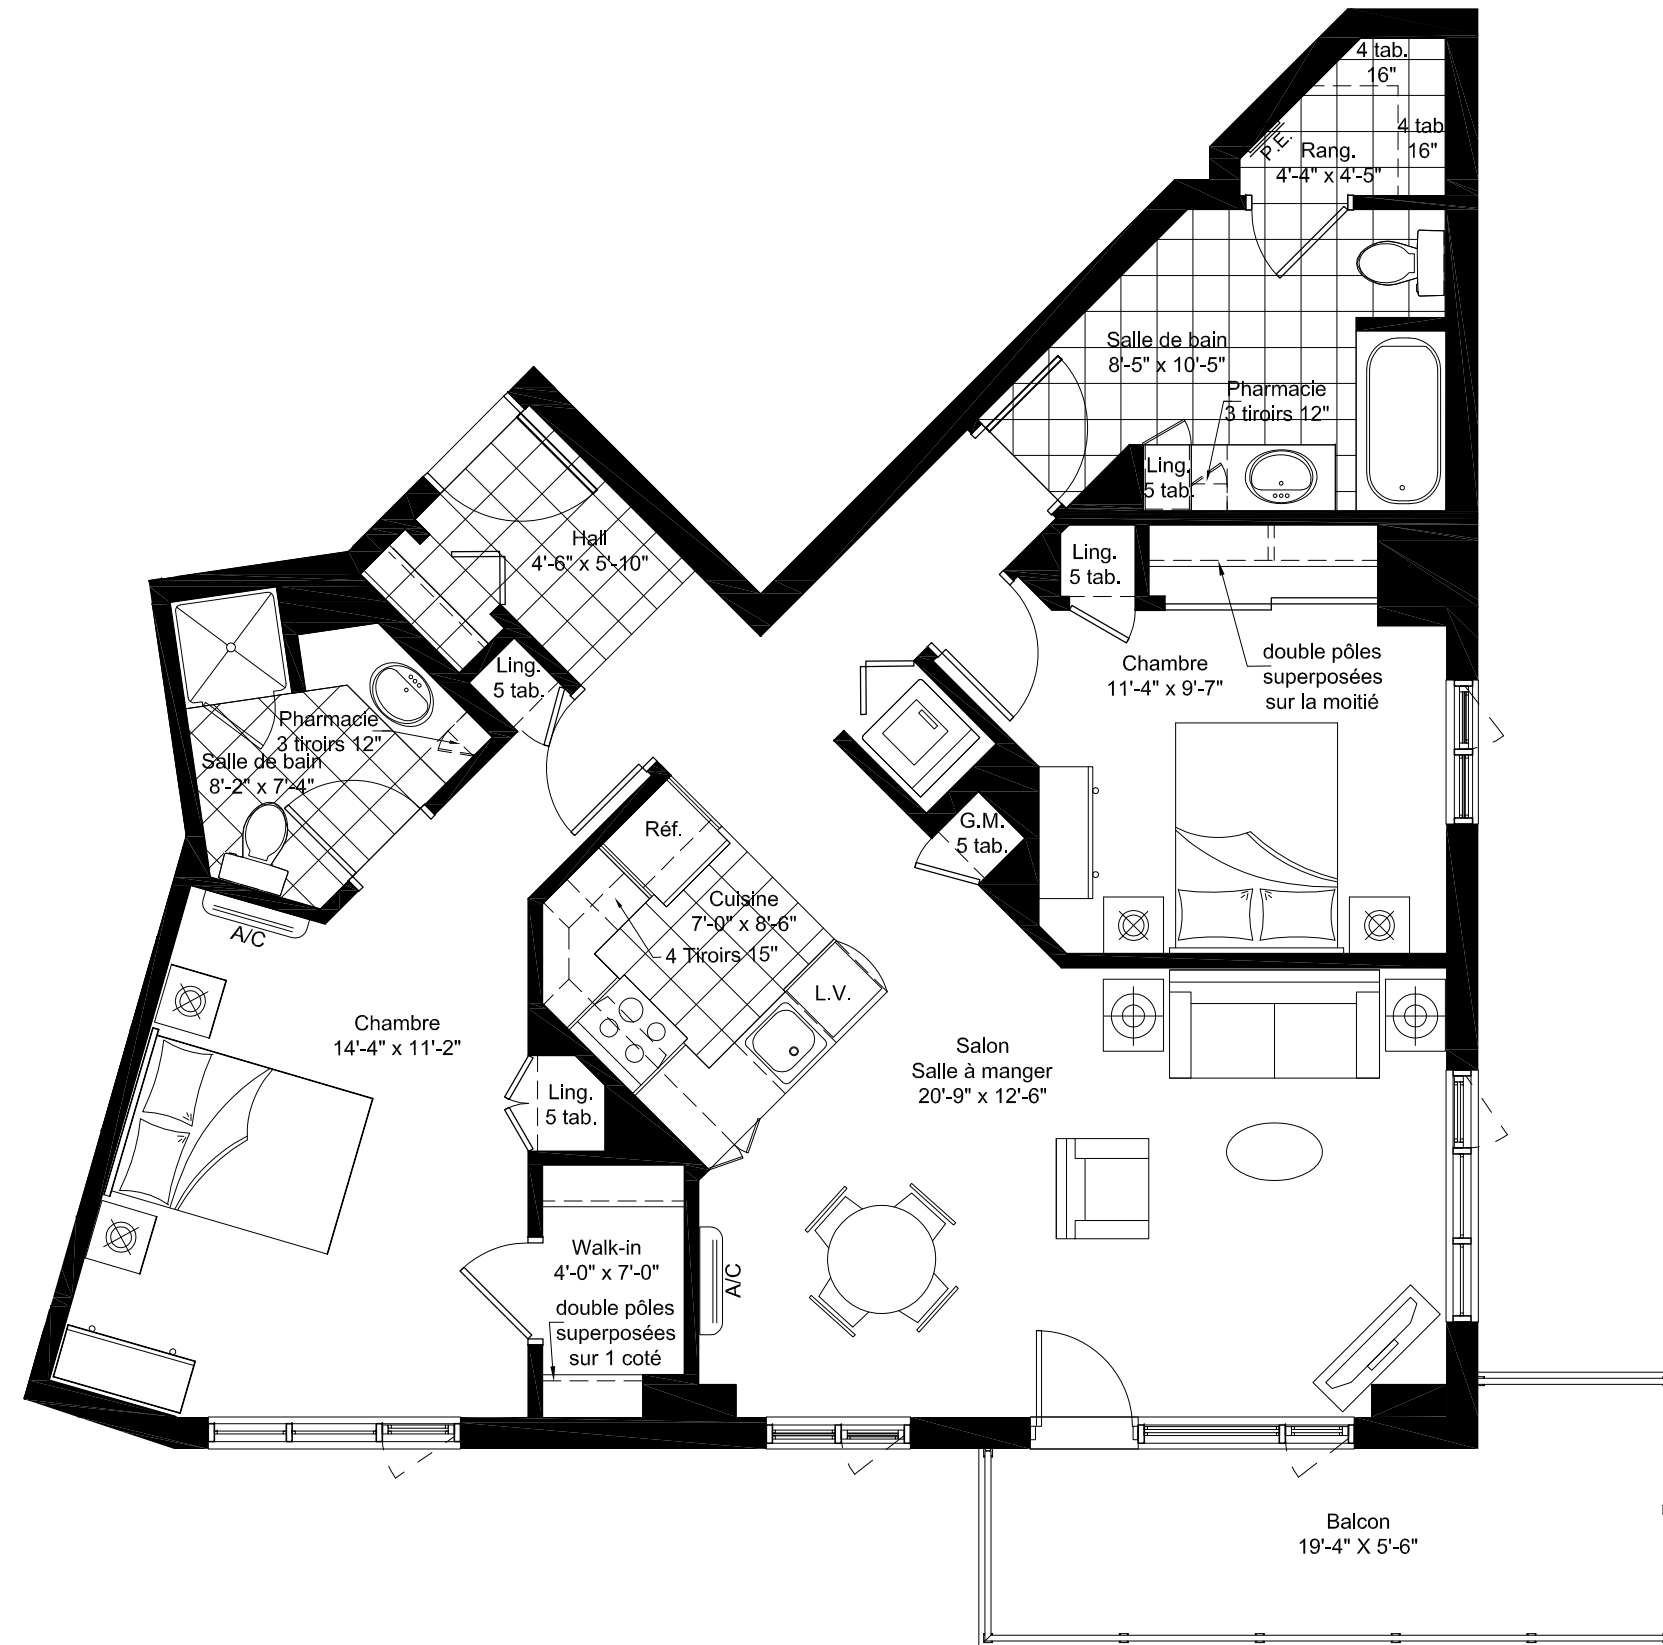 4 tab.
16"
4 tab
16"
P.E.
Rang.
4'-4" x 4'-5"
Salle de bain
8'-5" x 10'-5"
Pharmacie
3 tiroirs 12"
Ling.
5 tab.
Hall
4'-6" x 5'-10"
Ling.
5 tab.
double pôles
superposées
sur la moitié
Chambre
11'-4" x 9'-7"
Ling.
5 tab.
Pharmacie
3 tiroirs 12"
Salle de bain
8'-2" x 7'-4"
A/C
Réf.
G.M.
5 tab.
Cuisine
7'-0" x 8'-6"
4 Tiroirs 15"
L.V.
Chambre
14'-4" x 11'-2"
Salon
Salle à manger
20'-9" x 12'-6"
Ling.
5 tab.
Walk-in
4'-0" x 7'-0"
double pôles
superposées
sur 1 coté
A/C
Balcon
19'-4" X 5'-6"